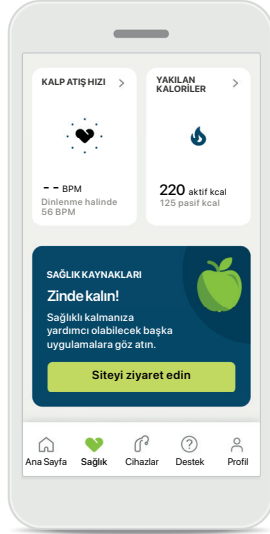 KALP ATIŞ HIZI
-- BPM
Dinlenme halinde
56 BPM
YAKILAN
KALORİLER
220 aktif kcal
125 pasif kcal
SAĞLIK KAYNAKLARI
Zinde kalın!
Sağlıklı kalmanıza
yardımcı olabilecek başka
uygulamalara göz atın.
Siteyi ziyaret edin
Ana Sayfa
Sağlık
Cihazlar
Destek
Profil